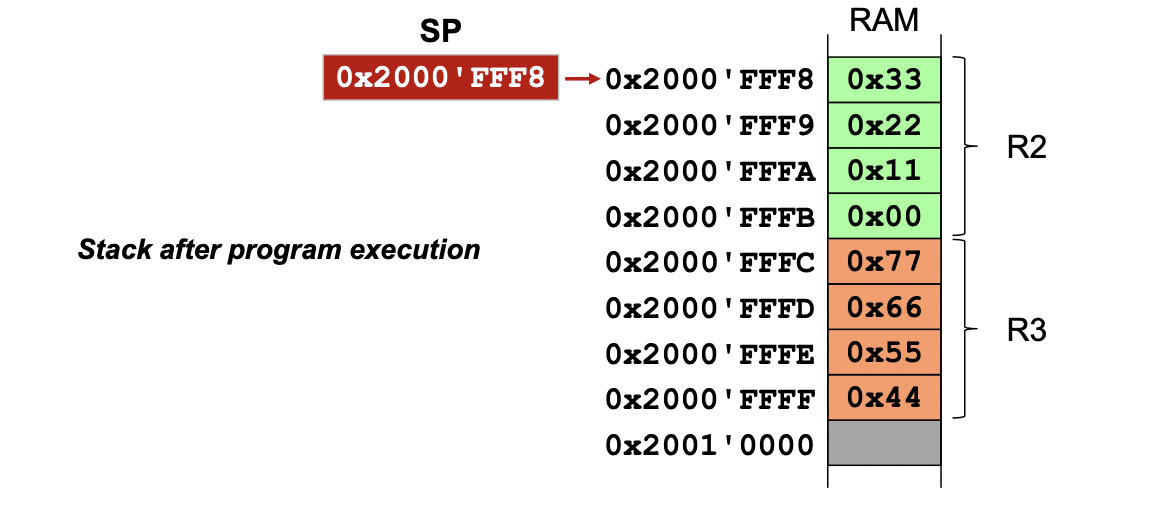 RAM
SP
0x2000'FFF8 0x2000'FFF8 0x33
0x2000'FFF9 0x22
R2
0x2000'FFFA 0x11
0x2000'FFFB 0x00
Stack after program execution
0x2000'FFFC 0x77
0x2000'FFFD 0x66
R3
0x2000'FFFE 0x55
0x2000'FFFF 0x44
0x2001'0000